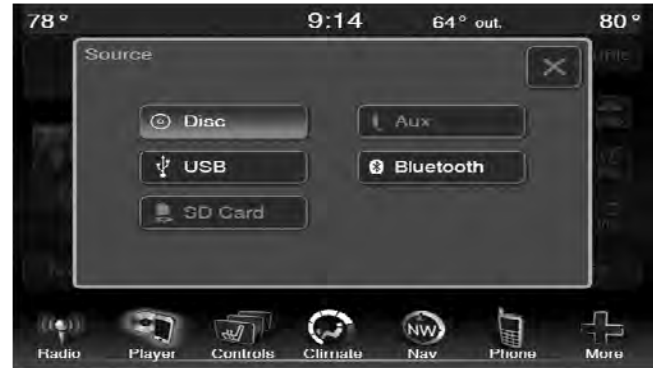 78° 9:14 64° out. 80°
Source
Disc Aux
USB Bluetooth
SD Card
NW
Radio Player Controls Climate Nav Phone More